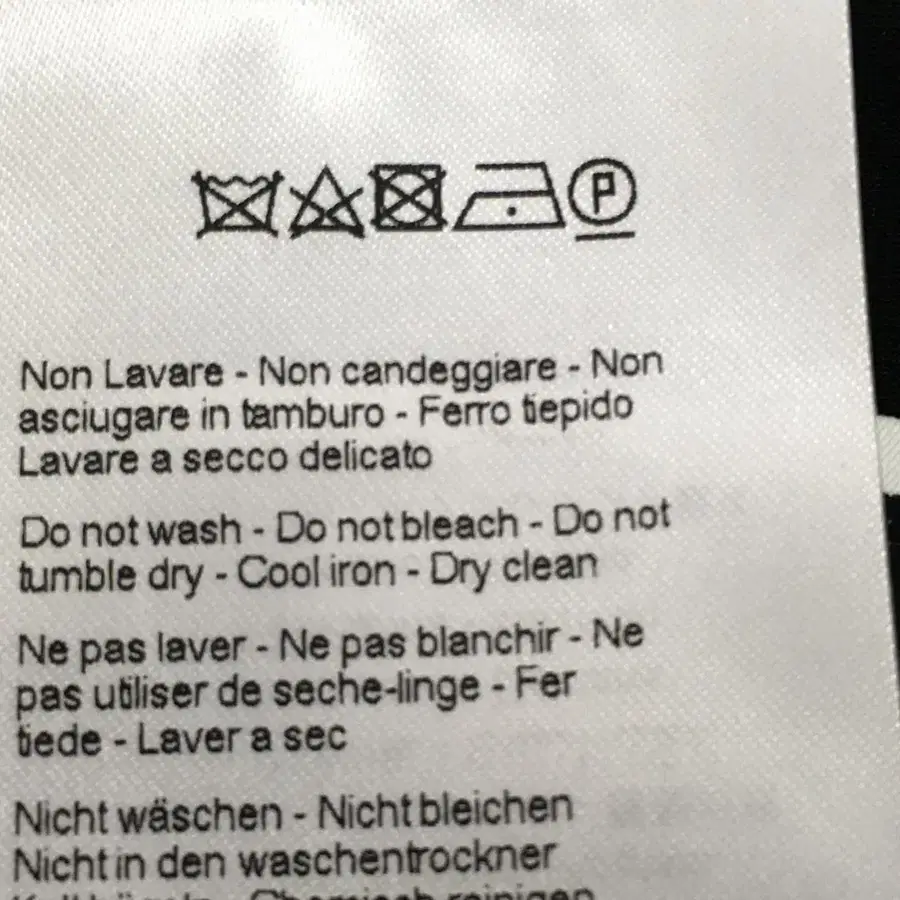 P
Non Lavare - Non candeggiare - Non
asciugare in tamburo - Ferro tiepido
Lavare a secco delicato
Do not wash - Do not bleach - Do not
tumble dry - Cool iron - Dry clean
Ne pas laver - Ne pas blanchir - Ne
pas utiliser de seche-linge - Fer
tiede - Laver a sec
Nicht wäschen - Nicht bleichen
Nicht in den waschentrockner
- Chemisch reinigen